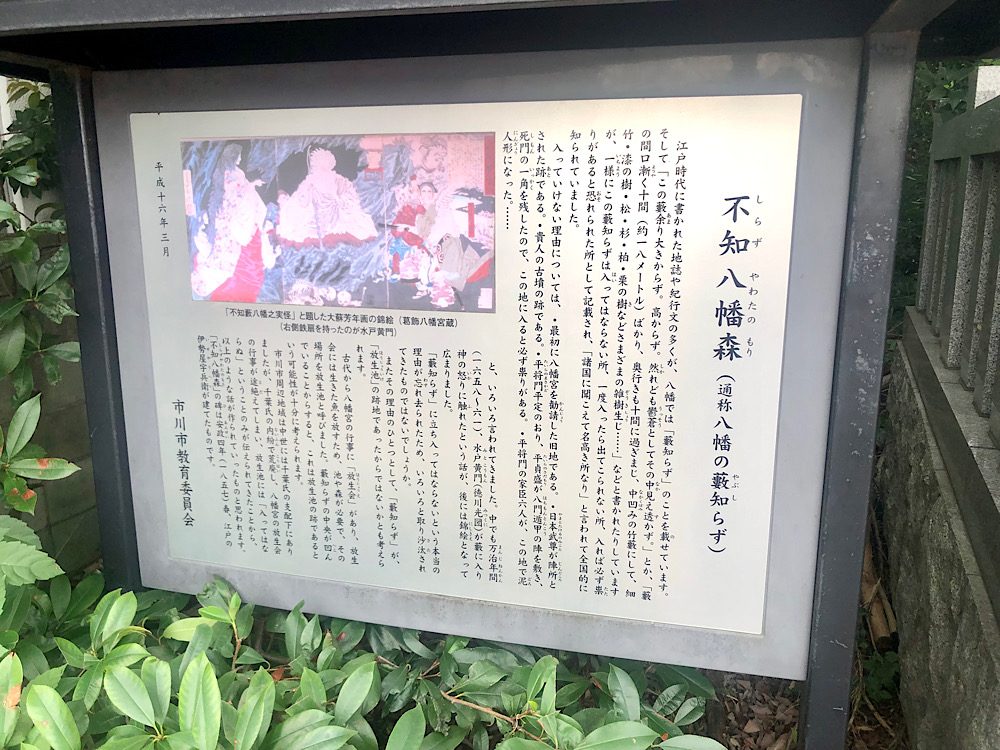 不知八幡森（通称八幡の藪知らず）
しらず やわたのもり やぶし
江戸時代に書かれた地誌や紀行文の多くが、八幡では「藪知らず」のことを載せています。
そして「この藪余り大きからず。高からず。然れども鬱蒼としてその中見え透かず。」とか、「藪
の間口漸く十間（約一八メートル）ばかり、奥行きも十間に過ぎまじ、中凹みの竹藪にして、細
竹・漆の樹・松・杉・柏・栗の樹などさまざまの雑樹生じ……」などと書かれたりしています
が、一様にこの藪知らずは入ってはならない所、一度入ったら出てこられない所、入れば必ず祟
りがあると恐れられた所として記載され、「諸国に聞こえて名高き所なり」と言われて全国的に
知られていました。
入っていけない理由については、・最初に八幡宮を勧請した旧地である。・日本武尊が陣所と
された跡である。・貴人の古墳の跡である。・平将門平定のおり、平貞盛が八門遁甲の陣を敷き、
死門の一角を残したので、この地に入ると必ず祟りがある。・平将門の家臣六人が、この地で泥
人形になった。……
と、いろいろ言われてきました。中でも万治年間
（一六五八〜六一）、水戸黄門（徳川光圀）が藪に入り
神の怒りに触れたという話が、後には錦絵となって
広まりました。
「藪知らず」に立ち入ってはならないという本当の
理由が忘れ去られたため、いろいろと取り沙汰され
てきたものではないでしょうか。
またその理由のひとつとして、「藪知らず」が、
「放生池」の跡地であったからではないかとも考えら
れます。
古代から八幡宮の行事に「放生会」があり、放生
会には生きた魚を放すため、池や森が必要で、その
場所を放生池と呼びました。藪知らずの中央が凹ん
でいることからすると、これは放生池の跡であると
いう可能性が十分に考えられます。
市川市周辺地域は中世には千葉氏の支配下にあり
ましたが、千葉氏の内紛で荒廃し、八幡宮の放生会
の行事が途絶えてしまい、放生池には「入ってはな
らぬ」ということのみが伝えられてきたことから、
以上のような話が作られていったものと思われます。
「不知八幡森」の碑は安政四年（一八五七）春、江戸の
伊勢屋宇兵衛が建てたものです。
市川市教育委員会
「不知藪八幡之実怪」と題した大蘇芳年画の錦絵（葛飾八幡宮蔵）
（右側鉄扇を持ったのが水戸黄門）
平成十六年三月